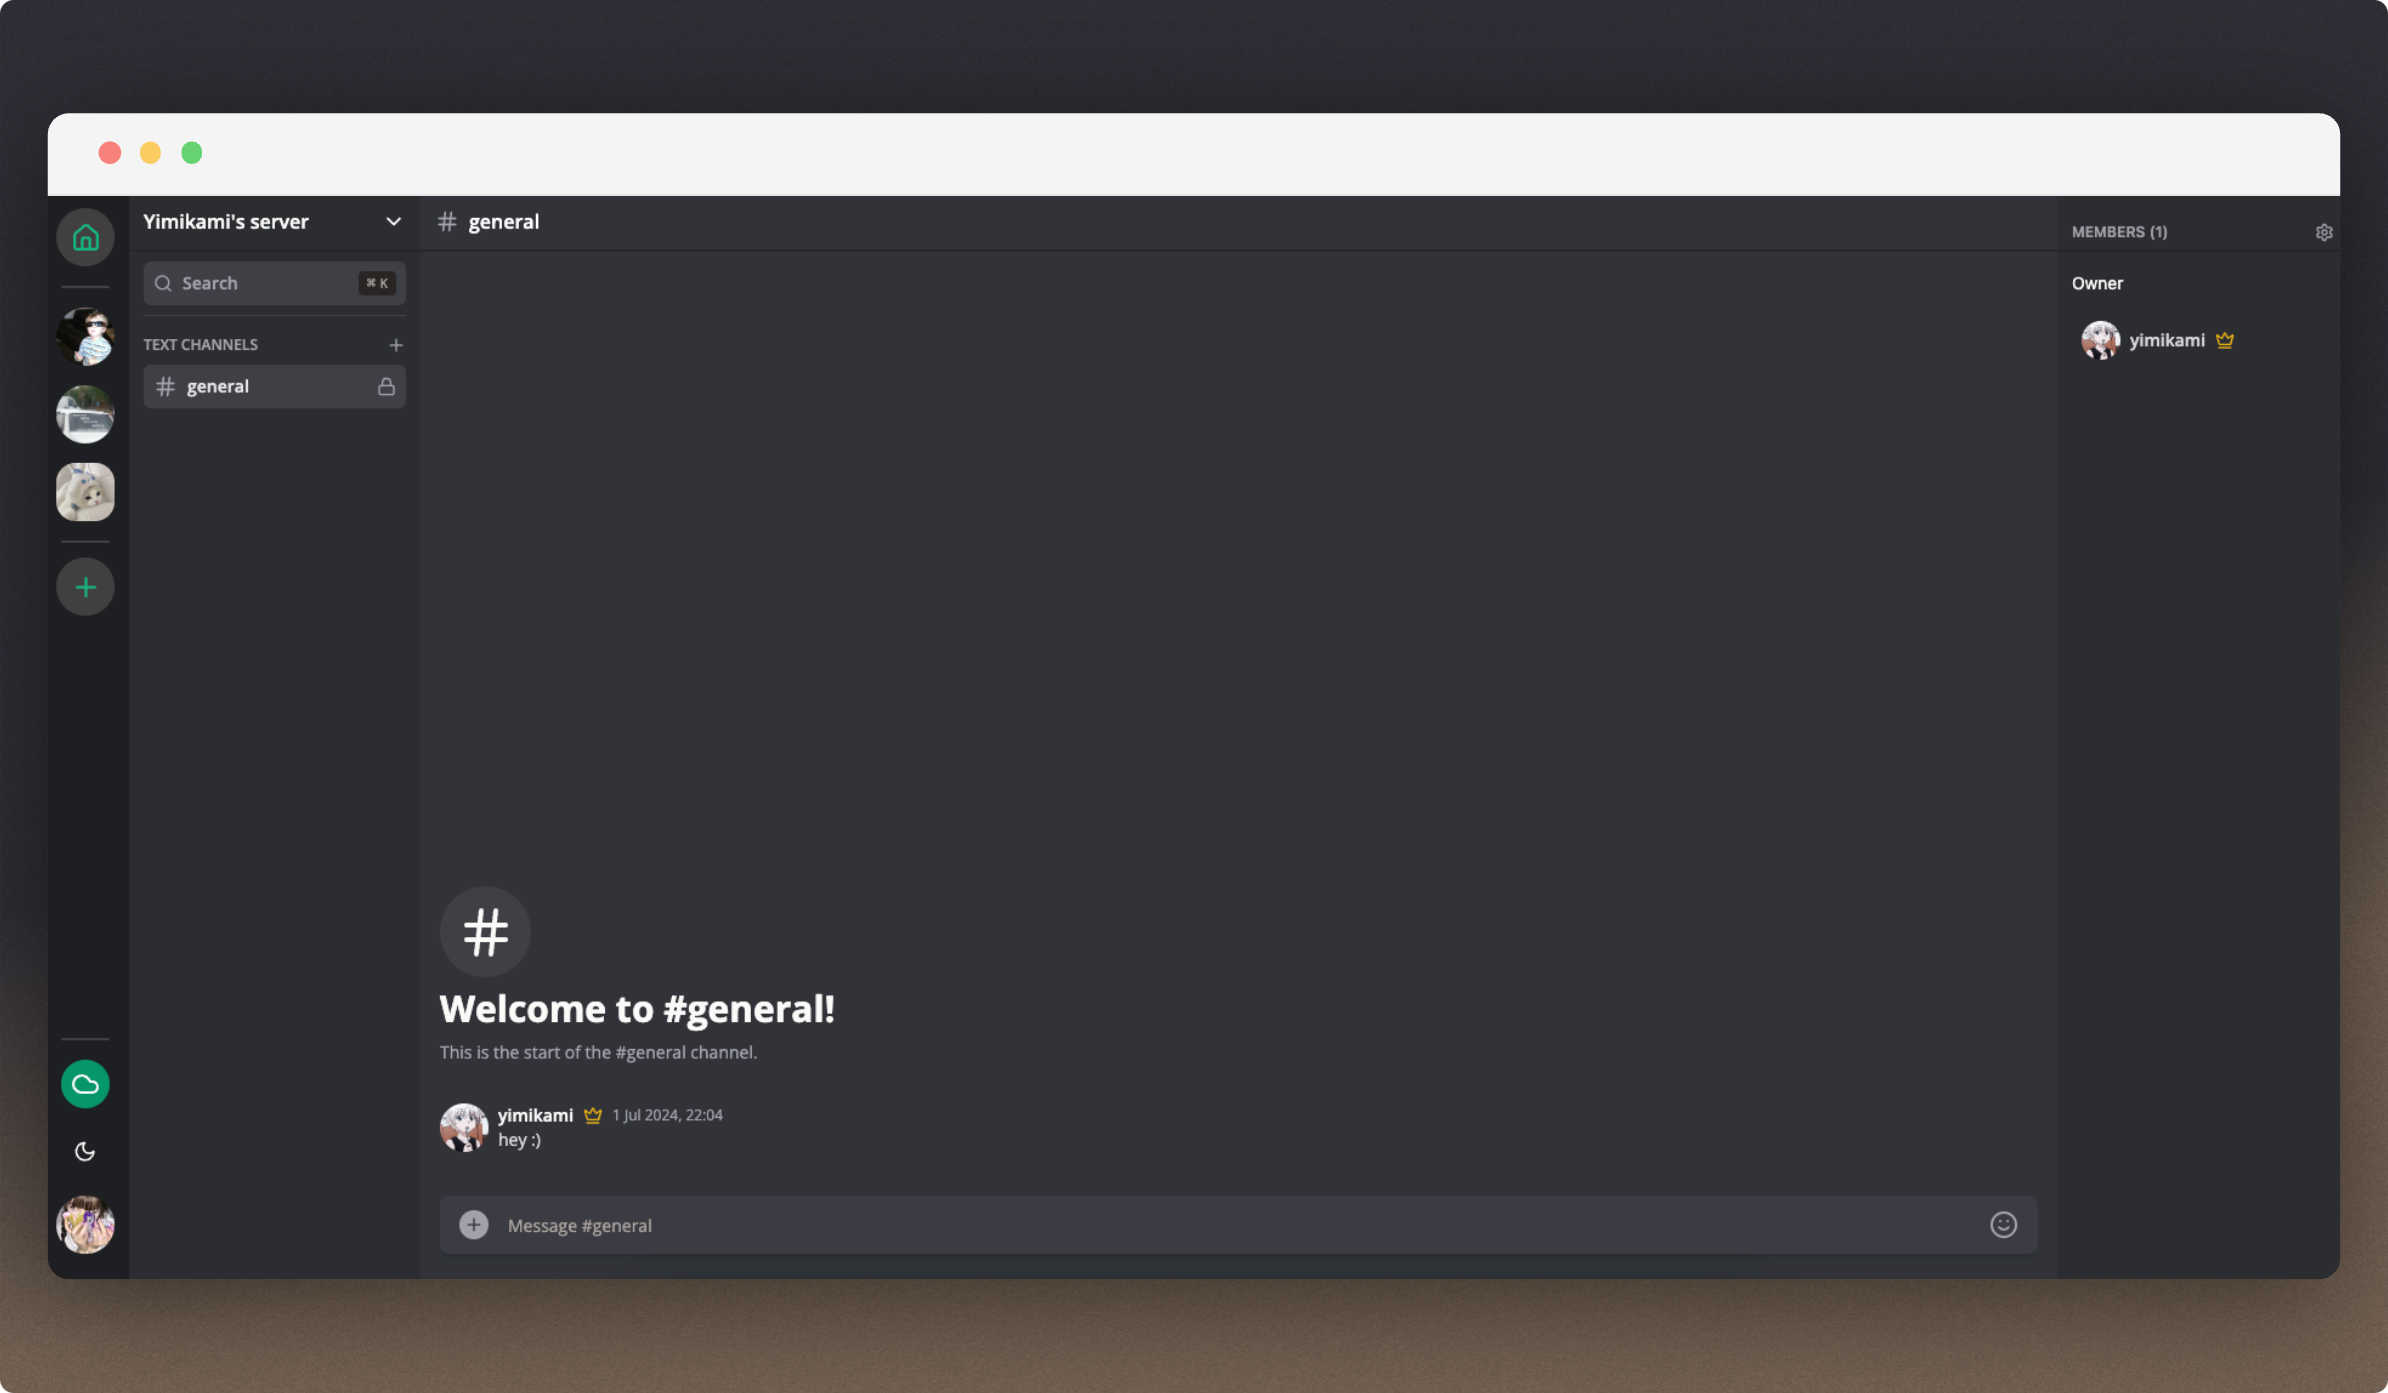 Yimikami's server
Search
⌘ K
TEXT CHANNELS
# general
# general
Welcome to #general!
This is the start of the #general channel.
yimikami 1 Jul 2024, 22:04
hey :)
Message #general
MEMBERS (1)
Owner
yimikami